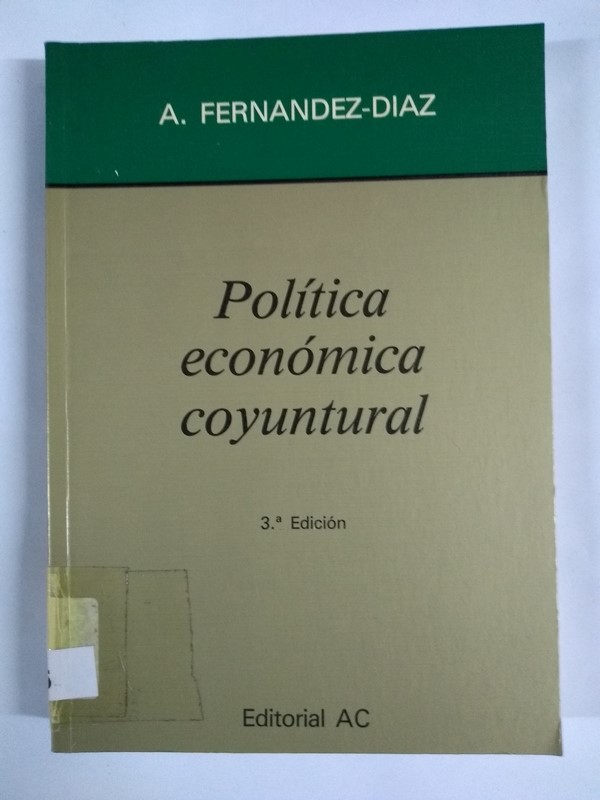 A. FERNANDEZ-DIAZ
Política
económica
coyuntural
3.ª Edición
Editorial AC